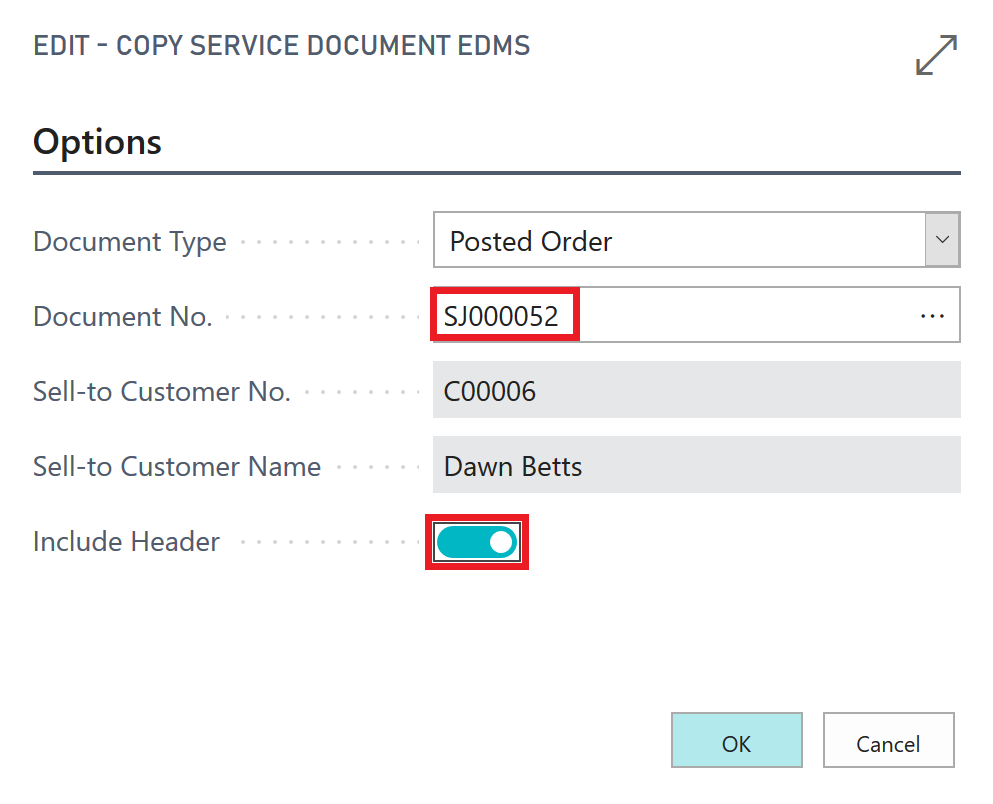 EDIT - COPY SERVICE DOCUMENT EDMS
Options
Document Type Posted Order
Document No. SJ000052 ...
Sell-to Customer No. C00006
Sell-to Customer Name Dawn Betts
Include Header
OK Cancel